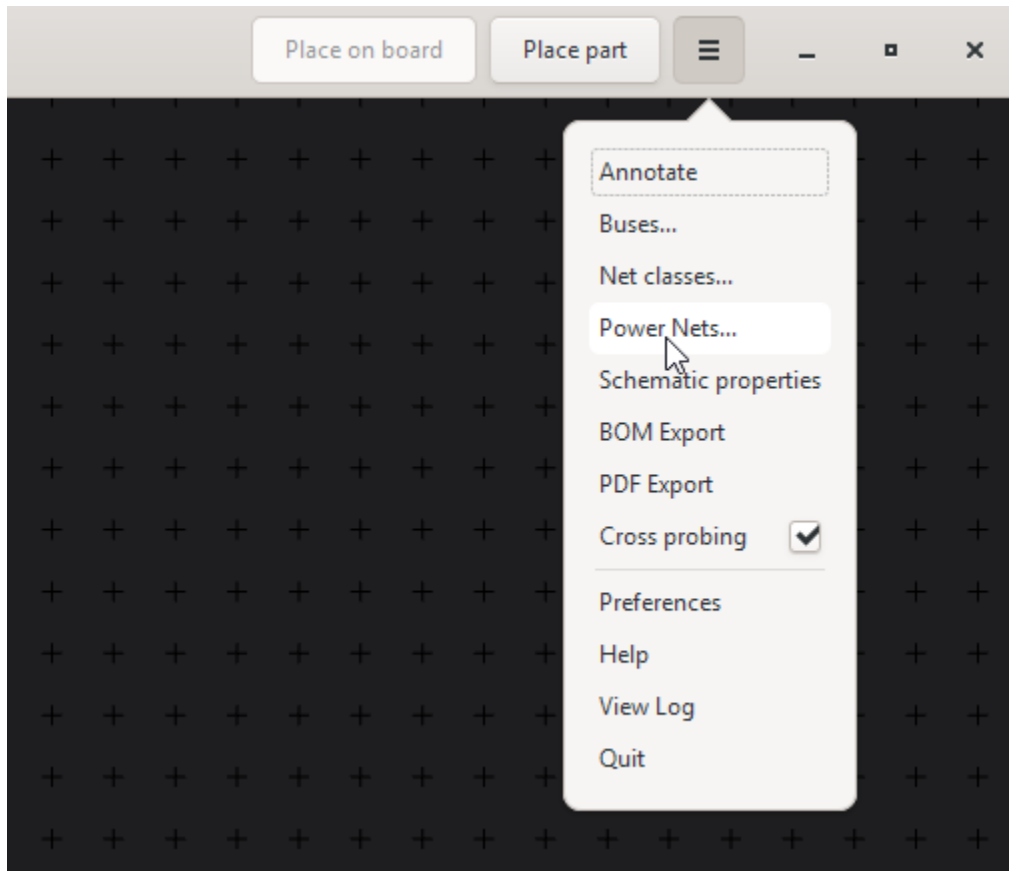 Place on board
Place part
Annotate
Buses...
Net classes...
Power Nets...
Schematic properties
BOM Export
PDF Export
Cross probing
Preferences
Help
View Log
Quit